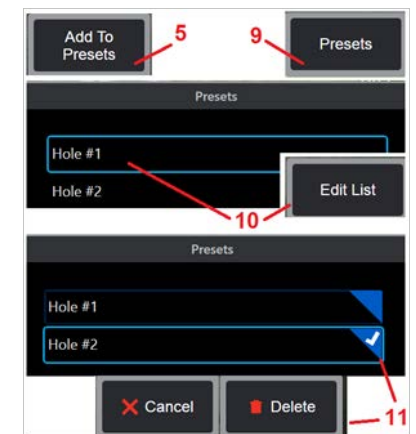 Add To
Presets
5
9
Presets
Presets
Hole #1
Hole #2
Edit List
10
Presets
Hole #1
Hole #2
Cancel
Delete
11